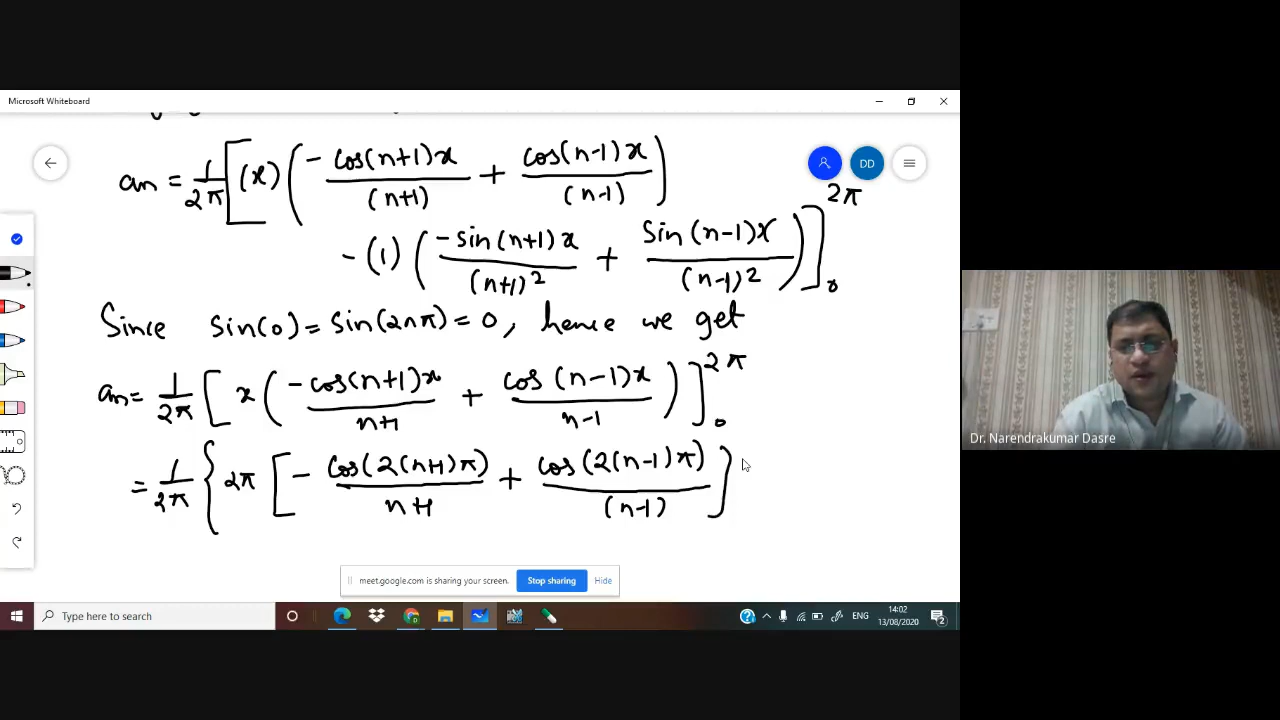 Microsoft Whiteboard
an = 1/2π [(x) (- cos(n+1)x/(n+1) + cos(n-1)x/(n-1))
- (1) (-sin(n+1)x/(n+1)² + sin(n-1)x/(n-1)²)]₀^2π
DD
Since sin(0) = sin(2nπ) = 0, hence we get
an = 1/2π [x(-cos(n+1)x/n+1 + cos(n-1)x/n-1)]₀^2π
= 1/2π {2π [- cos(2(n+1)π)/n+1 + cos(2(n-1)π)/(n-1)]
Dr. Narendrakumar Dasre
meet.google.com is sharing your screen. Stop sharing Hide
Type here to search
ENG
14:02
13/08/2020
2